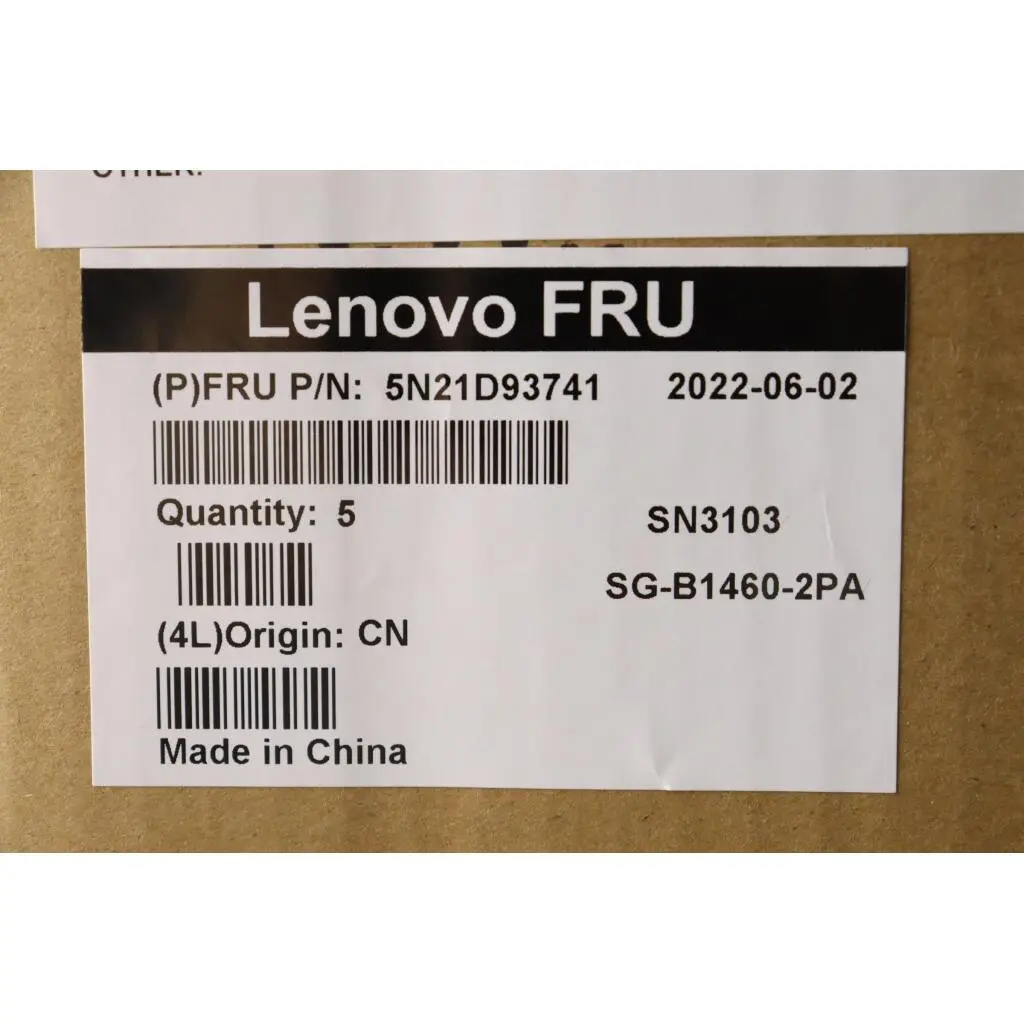 OTHER:
Lenovo FRU
(P)FRU P/N: 5N21D93741 2022-06-02
Quantity: 5 SN3103
SG-B1460-2PA
(4L)Origin: CN
Made in China